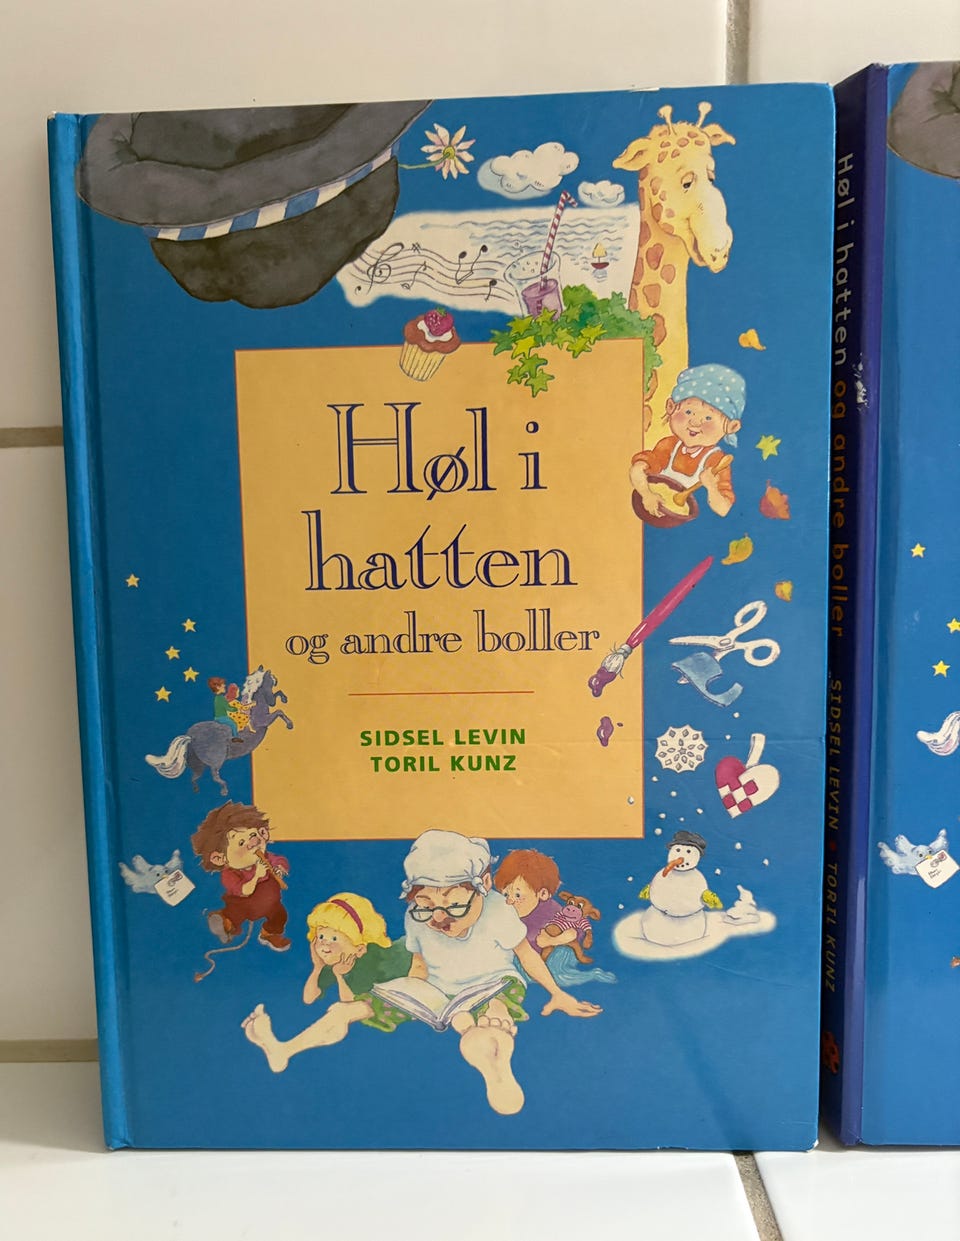 Høl i
hatten
og andre boller
SIDSEL LEVIN
TORIL KUNZ
Høl i hatten og andre boller SIDSEL LEVIN TORIL KUNZ